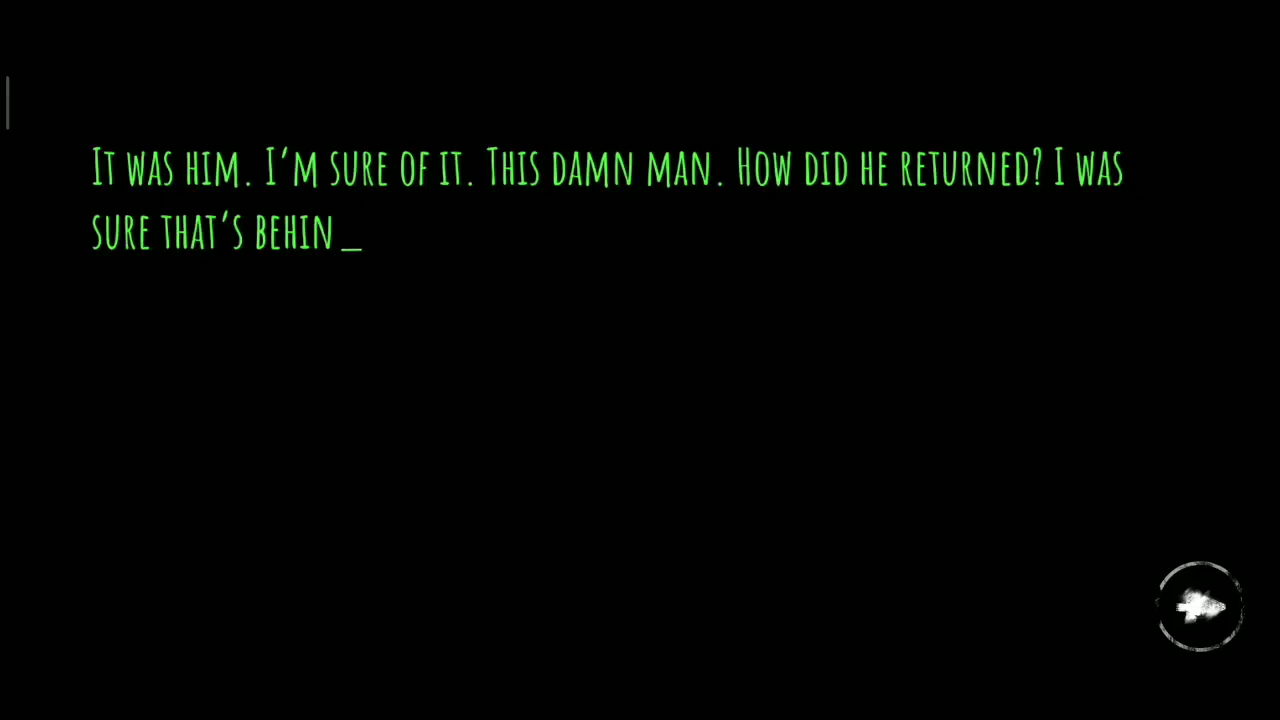 It was him. I'm sure of it. This damn man. How did he returned? I was
sure that's behin_